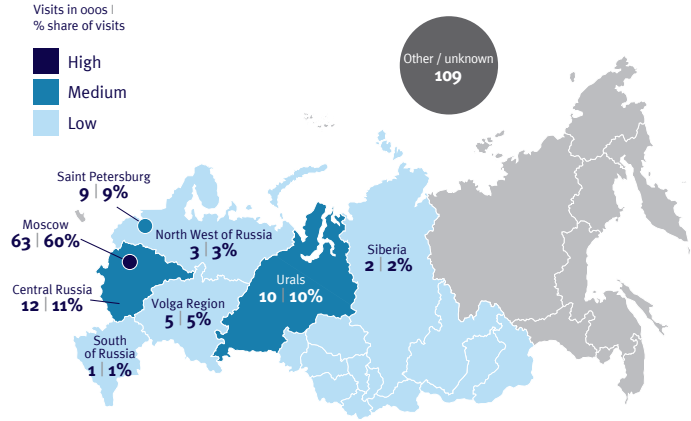 Visits in 000s |
% share of visits
High
Medium
Low
Other / unknown
109
Saint Petersburg
9 | 9%
Moscow
63 | 60%
North West of Russia
3 | 3%
Siberia
2 | 2%
Urals
10 | 10%
Central Russia
12 | 11%
Volga Region
5 | 5%
South
of Russia
1 | 1%